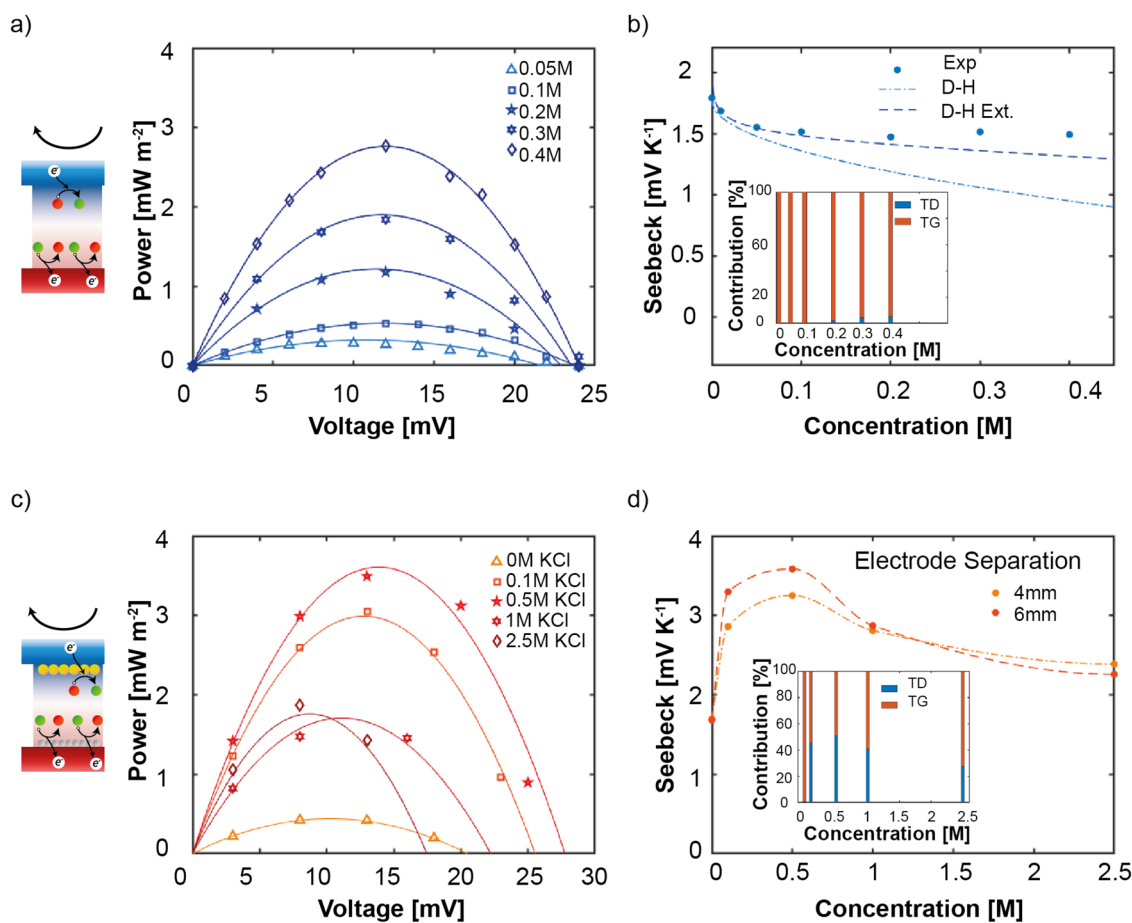 a)
4
3
2
1
0
Power [mW m-2]
0
5
10
15
20
25
Voltage [mV]
0.05M
0.1M
0.2M
0.3M
0.4M
e-
e-
e-
b)
2
1.5
1
0.5
0
Seebeck [mV K-1]
Exp
D-H
D-H Ext.
100
80
60
40
20
0
Contribution [%]
TD
TG
0
0.1
0.2
0.3
0.4
Concentration [M]
0
0.1
0.2
0.3
0.4
Concentration [M]
c)
4
3
2
1
0
Power [mW m-2]
0
5
10
15
20
25
30
Voltage [mV]
0M KCl
0.1M KCl
0.5M KCl
1M KCl
2.5M KCl
e-
e-
e-
d)
4
3
2
1
0
Seebeck [mV K-1]
Electrode Separation
4mm
6mm
100
80
60
40
20
0
Contribution [%]
TD
TG
0
0.5
1
1.5
2
2.5
Concentration [M]
0
0.5
1
1.5
2
2.5
Concentration [M]